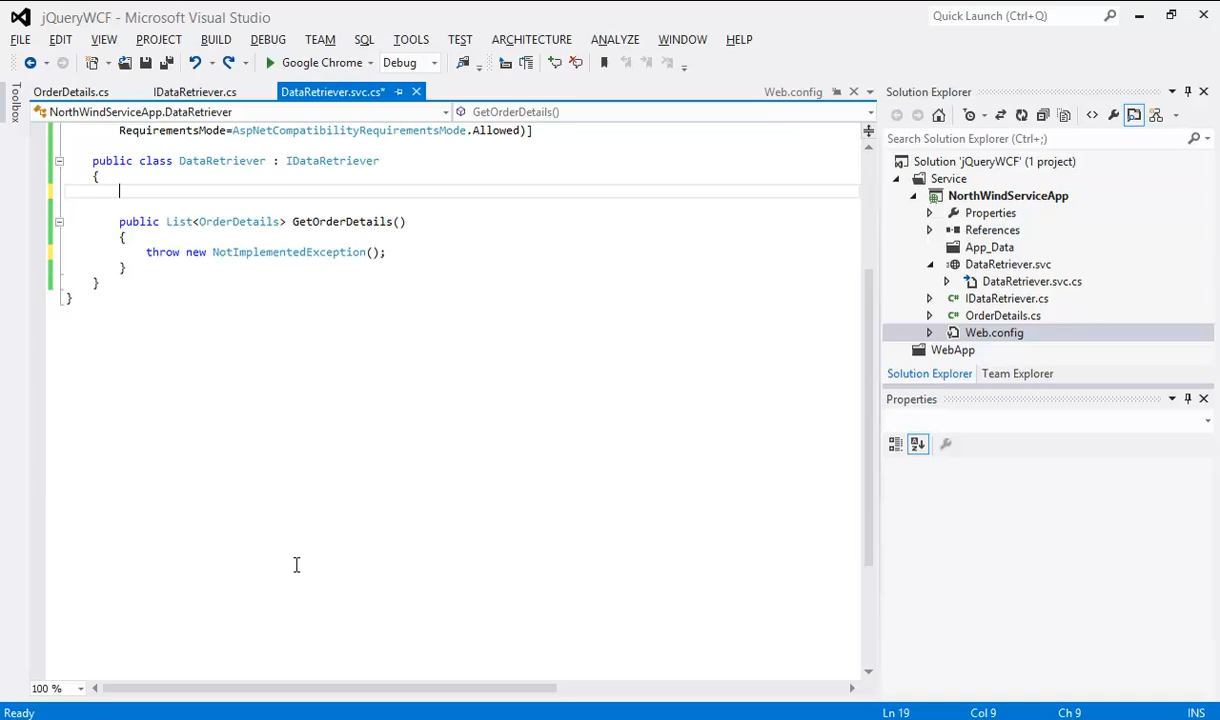 jQueryWCF - Microsoft Visual Studio
Quick Launch (Ctrl+Q)
FILE EDIT VIEW PROJECT BUILD DEBUG TEAM SQL TOOLS TEST ARCHITECTURE ANALYZE WINDOW HELP
Google Chrome Debug
Toolbox
OrderDetails.cs IDataRetriever.cs DataRetriever.svc.cs* Web.config
NorthWindServiceApp.DataRetriever GetOrderDetails()
RequirementsMode=AspNetCompatibilityRequirementsMode.Allowed)]
public class DataRetriever : IDataRetriever
{
public List<OrderDetails> GetOrderDetails()
{
throw new NotImplementedException();
}
}
}
100 %
Solution Explorer
Search Solution Explorer (Ctrl+;)
Solution 'jQueryWCF' (1 project)
Service
NorthWindServiceApp
Properties
References
App_Data
DataRetriever.svc
DataRetriever.svc.cs
IDataRetriever.cs
OrderDetails.cs
Web.config
WebApp
Solution Explorer Team Explorer
Properties
Ready Ln 19 Col 9 Ch 9 INS